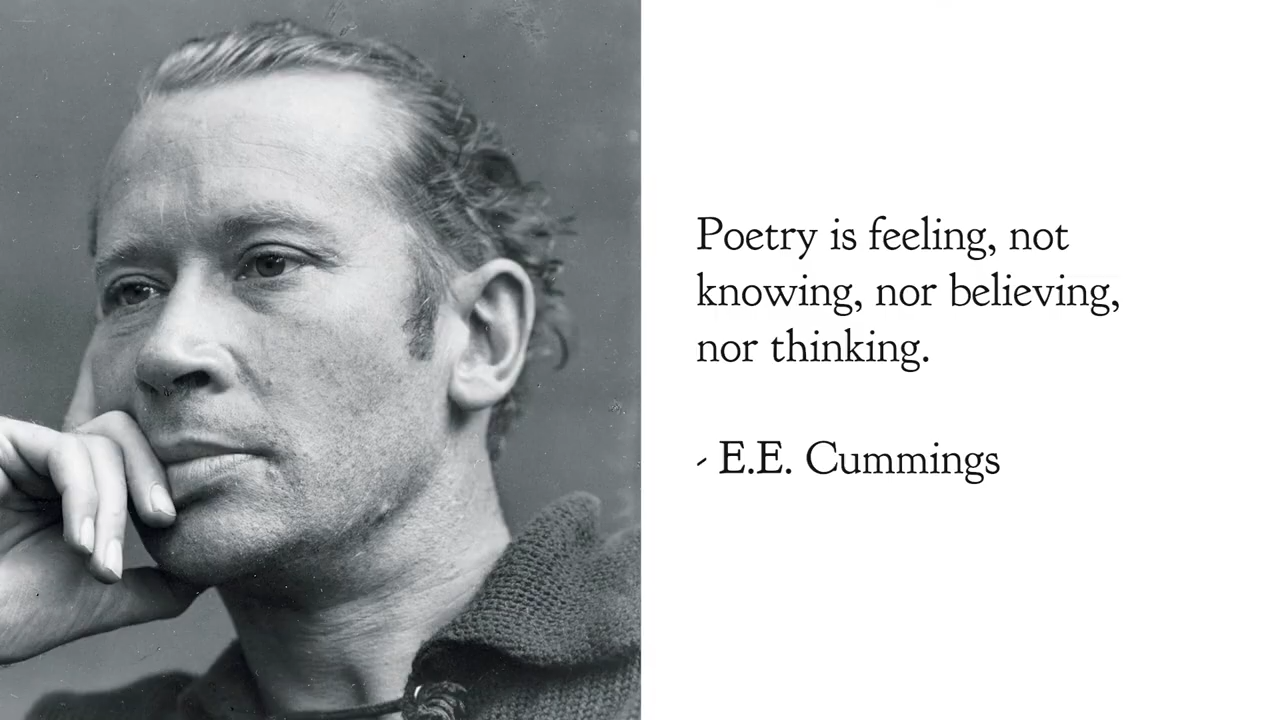 Poetry is feeling, not
knowing, nor believing,
nor thinking.
- E.E. Cummings